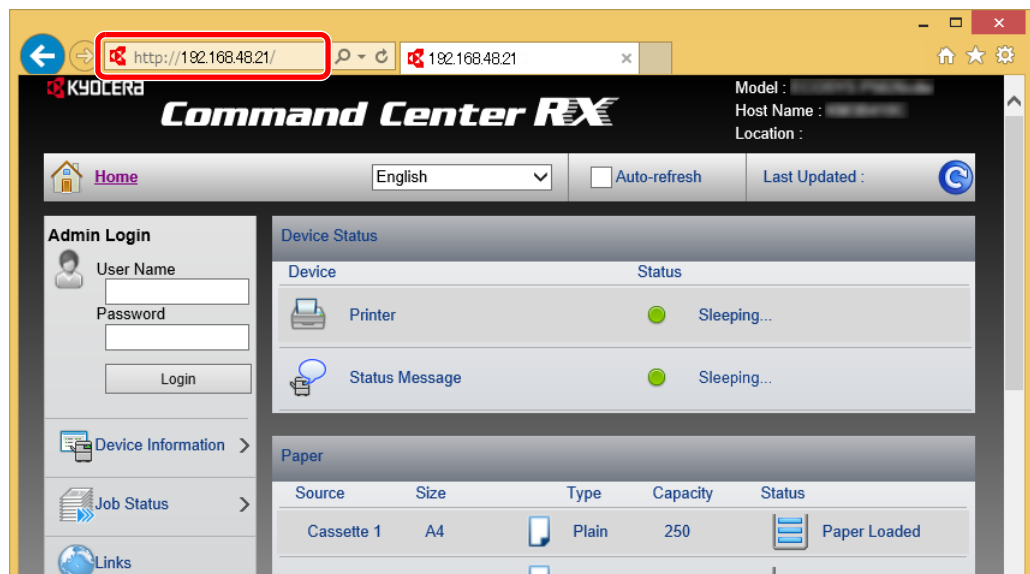 http://192.168.48.21/
192.168.48.21
KYOCERA
Command Center RX
Model :
Host Name :
Location :
Home
English
Auto-refresh
Last Updated :
Admin Login
User Name
Password
Login
Device Information
Job Status
Links
Device Status
Device Status
Printer Sleeping...
Status Message Sleeping...
Paper
Source Size Type Capacity Status
Cassette 1 A4 Plain 250 Paper Loaded